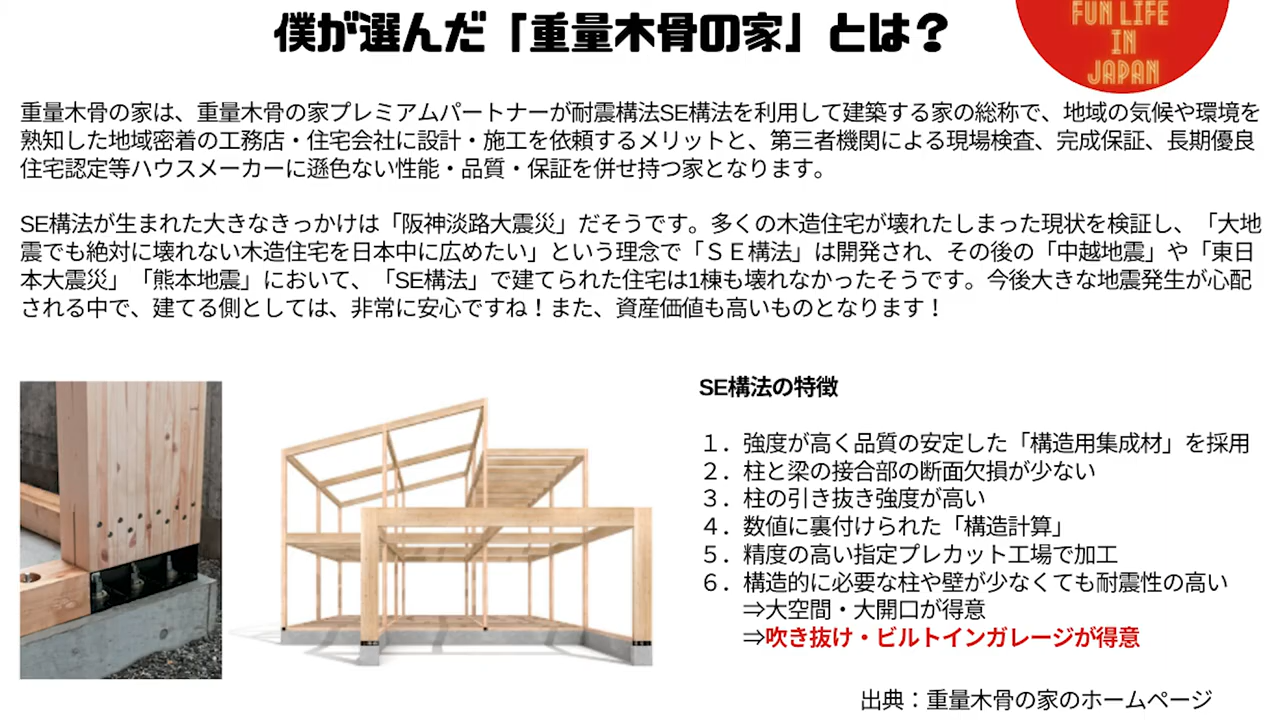 僕が選んだ「重量木骨の家」とは？
FUN LIFE
IN
JAPAN
重量木骨の家は、重量木骨の家プレミアムパートナーが耐震構法SE構法を利用して建築する家の総称で、地域の気候や環境を
熟知した地域密着の工務店・住宅会社に設計・施工を依頼するメリットと、第三者機関による現場検査、完成保証、長期優良
住宅認定等ハウスメーカーに遜色ない性能・品質・保証を併せ持つ家となります。
SE構法が生まれた大きなきっかけは「阪神淡路大震災」だそうです。多くの木造住宅が壊れたしまった現状を検証し、「大地
震でも絶対に壊れない木造住宅を日本中に広めたい」という理念で「ＳＥ構法」は開発され、その後の「中越地震」や「東日
本大震災」「熊本地震」において、「SE構法」で建てられた住宅は1棟も壊れなかったそうです。今後大きな地震発生が心配
される中で、建てる側としては、非常に安心ですね！また、資産価値も高いものとなります！
SE構法の特徴
１．強度が高く品質の安定した「構造用集成材」を採用
２．柱と梁の接合部の断面欠損が少ない
３．柱の引き抜き強度が高い
４．数値に裏付けられた「構造計算」
５．精度の高い指定プレカット工場で加工
６．構造的に必要な柱や壁が少なくても耐震性の高い
⇒大空間・大開口が得意
⇒吹き抜け・ビルトインガレージが得意
出典：重量木骨の家のホームページ